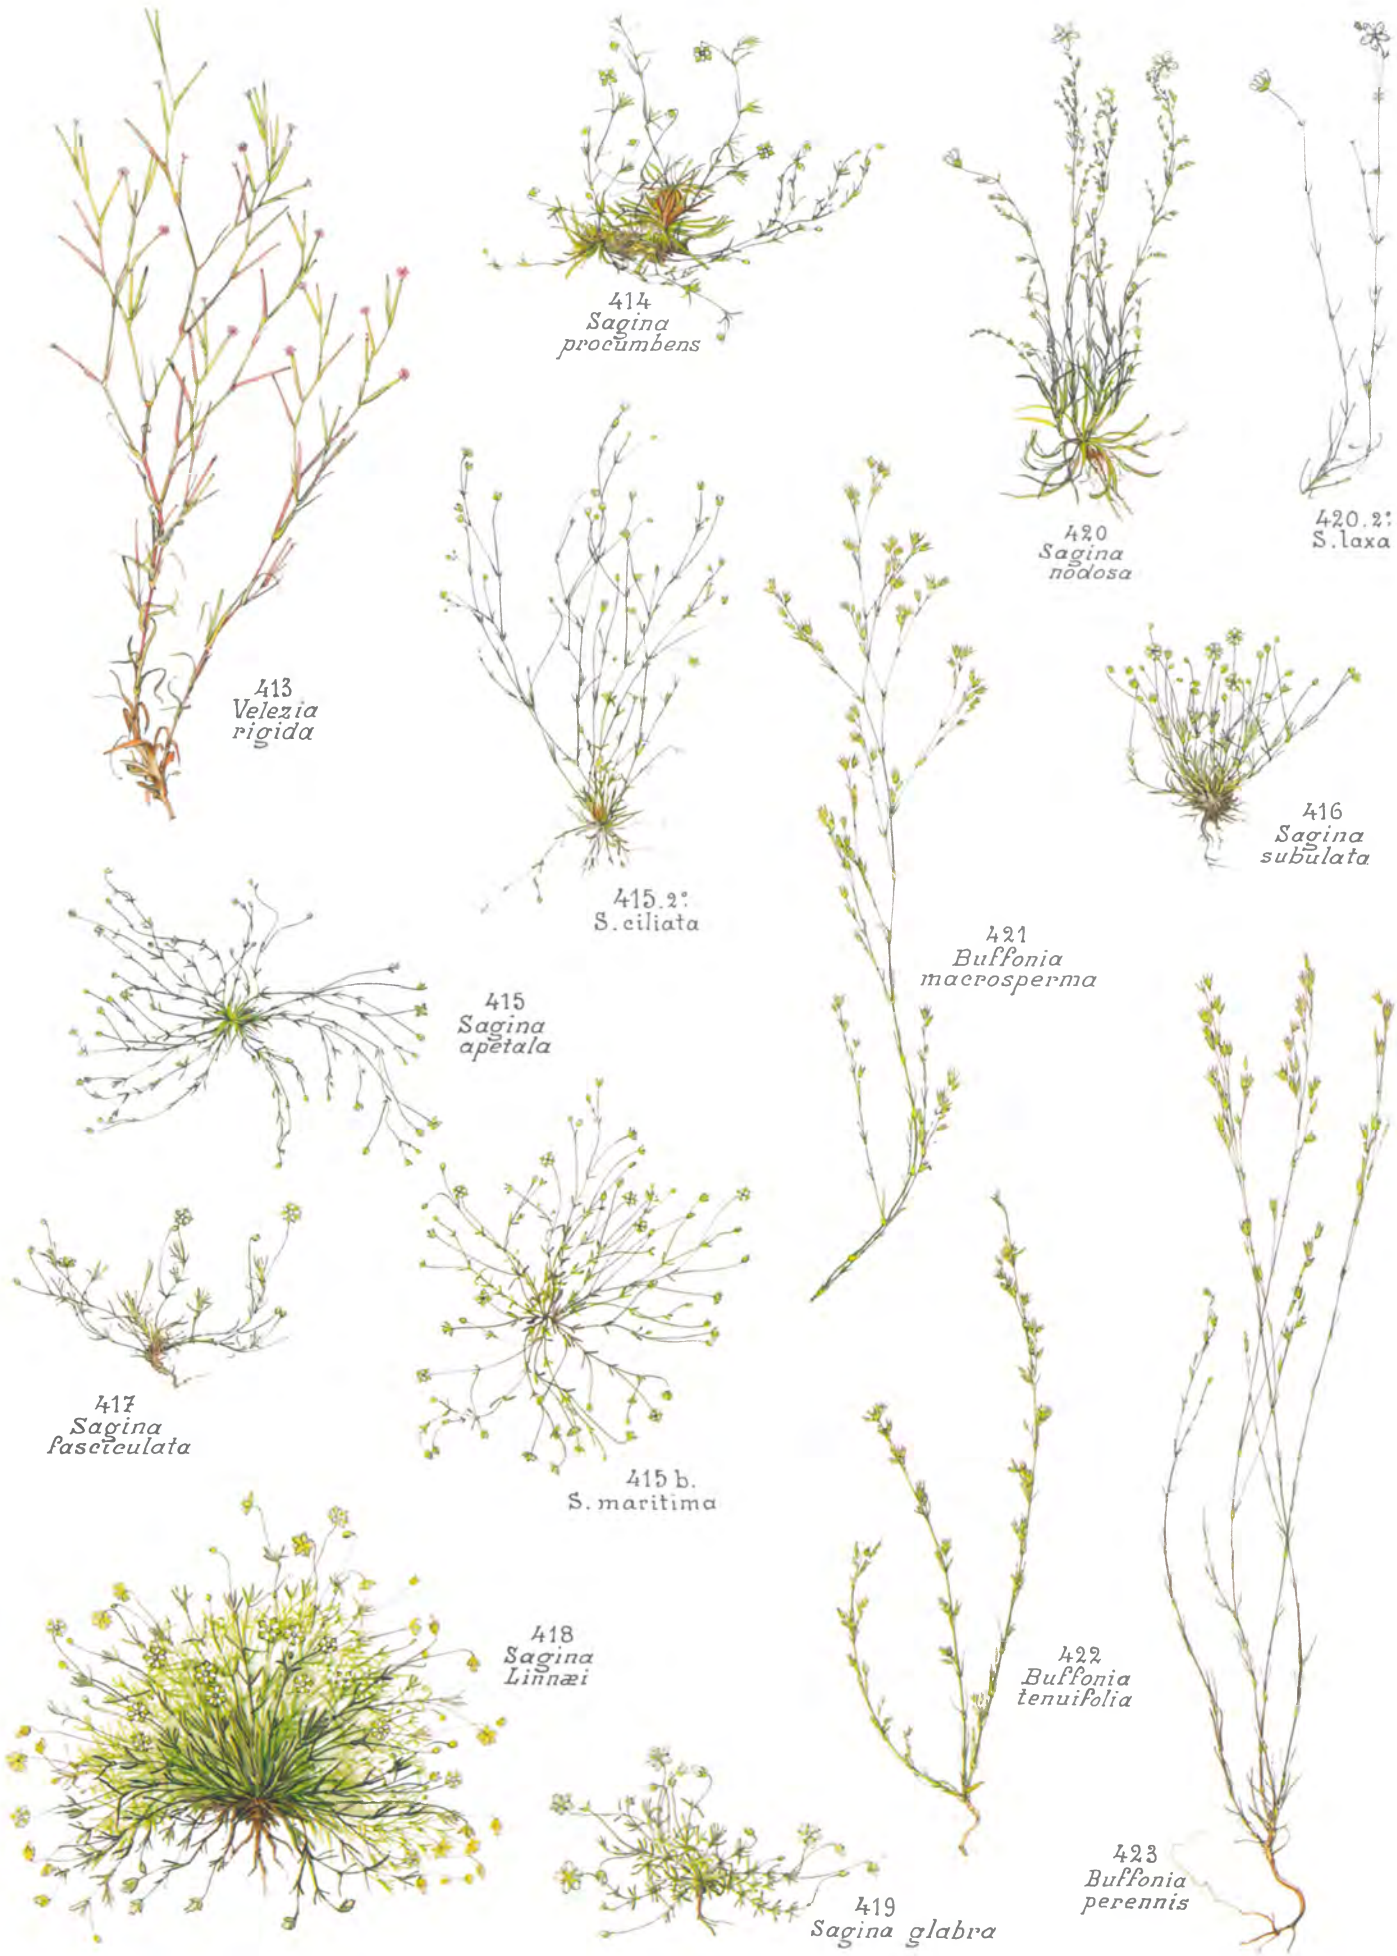 414
Sagina
procumbens
420
Sagina
nodosa
420.2°:
S. laxa
413
Velezia
rigida
415.2°:
S. ciliata
416
Sagina
subulata
421
Buffonia
macrosperma
415
Sagina
apetala
417
Sagina
fasciculata
415 b.
S. maritima
418
Sagina
Linnæi
422
Buffonia
tenuifolia
423
Buffonia
perennis
419
Sagina glabra